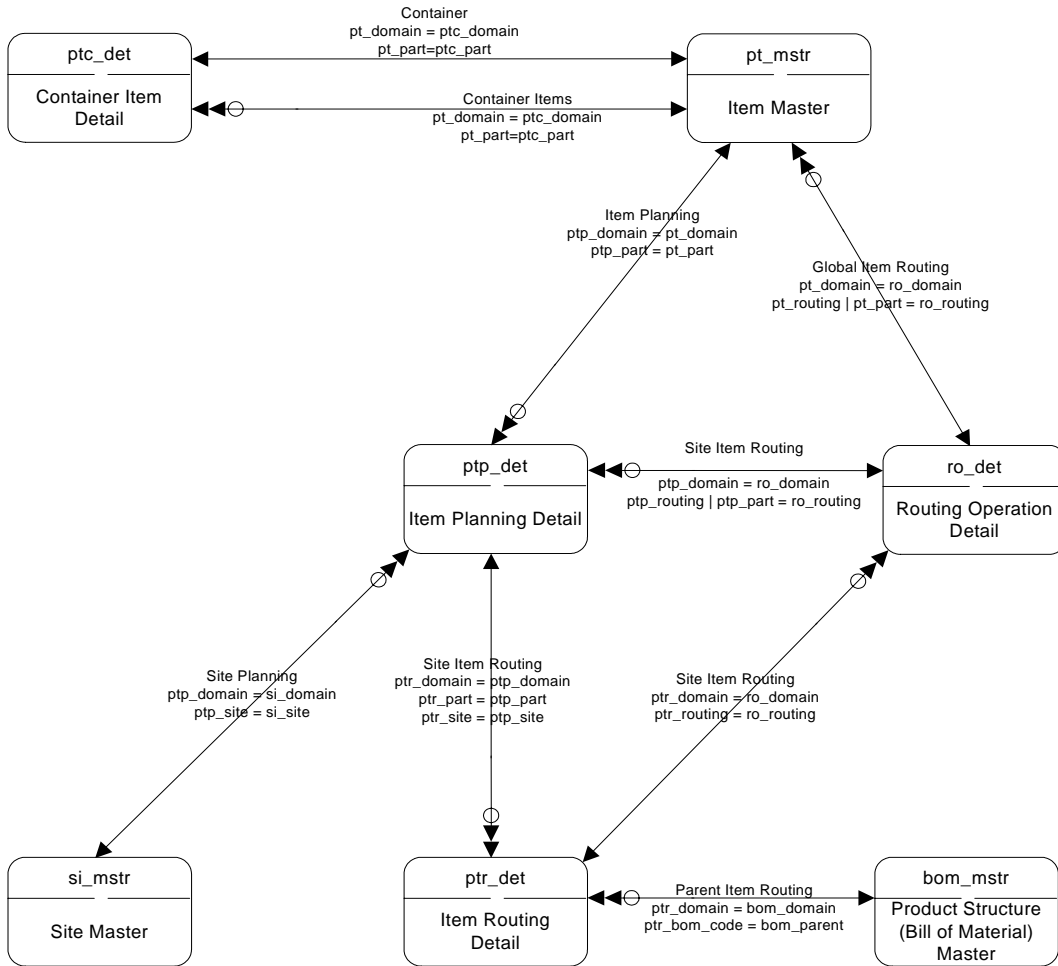 Container
pt_domain = ptc_domain
pt_part=ptc_part
ptc_det
Container Item
Detail
pt_mstr
Item Master
Container Items
pt_domain = ptc_domain
pt_part=ptc_part
Item Planning
ptp_domain = pt_domain
ptp_part = pt_part
Global Item Routing
pt_domain = ro_domain
pt_routing | pt_part = ro_routing
ptp_det
Item Planning Detail
Site Item Routing
ptp_domain = ro_domain
ptp_routing | ptp_part = ro_routing
ro_det
Routing Operation
Detail
Site Planning
ptp_domain = si_domain
ptp_site = si_site
Site Item Routing
ptr_domain = ptp_domain
ptr_part = ptp_part
ptr_site = ptp_site
Site Item Routing
ptr_domain = ro_domain
ptr_routing = ro_routing
si_mstr
Site Master
ptr_det
Item Routing
Detail
Parent Item Routing
ptr_domain = bom_domain
ptr_bom_code = bom_parent
bom_mstr
Product Structure
(Bill of Material)
Master